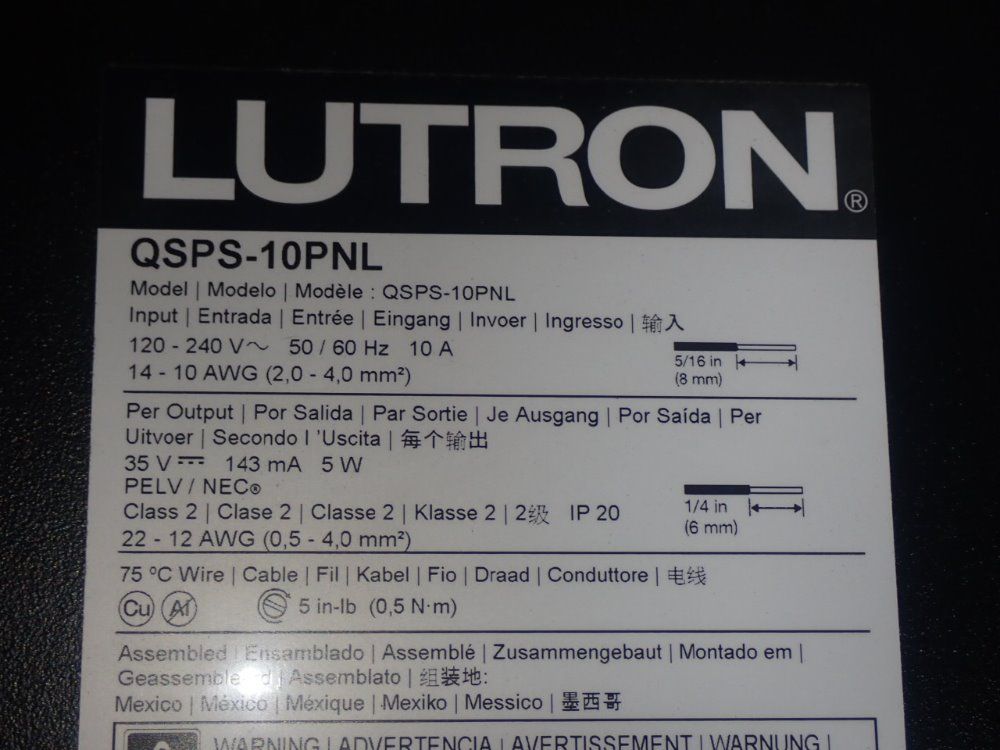 LUTRON®
QSPS-10PNL
Model | Modelo | Modèle : QSPS-10PNL
Input | Entrada | Entrée | Eingang | Invoer | Ingresso | 输入
120 - 240 V～ 50 / 60 Hz 10 A
5/16 in
14 - 10 AWG (2,0 - 4,0 mm²)
(8 mm)
Per Output | Por Salida | Par Sortie | Je Ausgang | Por Saída | Per
Uitvoer | Secondo l 'Uscita | 每个输出
35 V ⎓ 143 mA 5 W
PELV / NEC®
1/4 in
Class 2 | Clase 2 | Classe 2 | Klasse 2 | 2级 IP 20
(6 mm)
22 - 12 AWG (0,5 - 4,0 mm²)
75 ºC Wire | Cable | Fil | Kabel | Fio | Draad | Conduttore | 电线
Cu Al 5 in-lb (0,5 N·m)
Assembled | Ensamblado | Assemblé | Zusammengebaut | Montado em |
Geassembleerd | Assemblato | 组装地:
Mexico | México | Méxique | Mexiko | Messico | 墨西哥
WARNING | ADVERTENCIA | AVERTISSEMENT | WARNUNG |